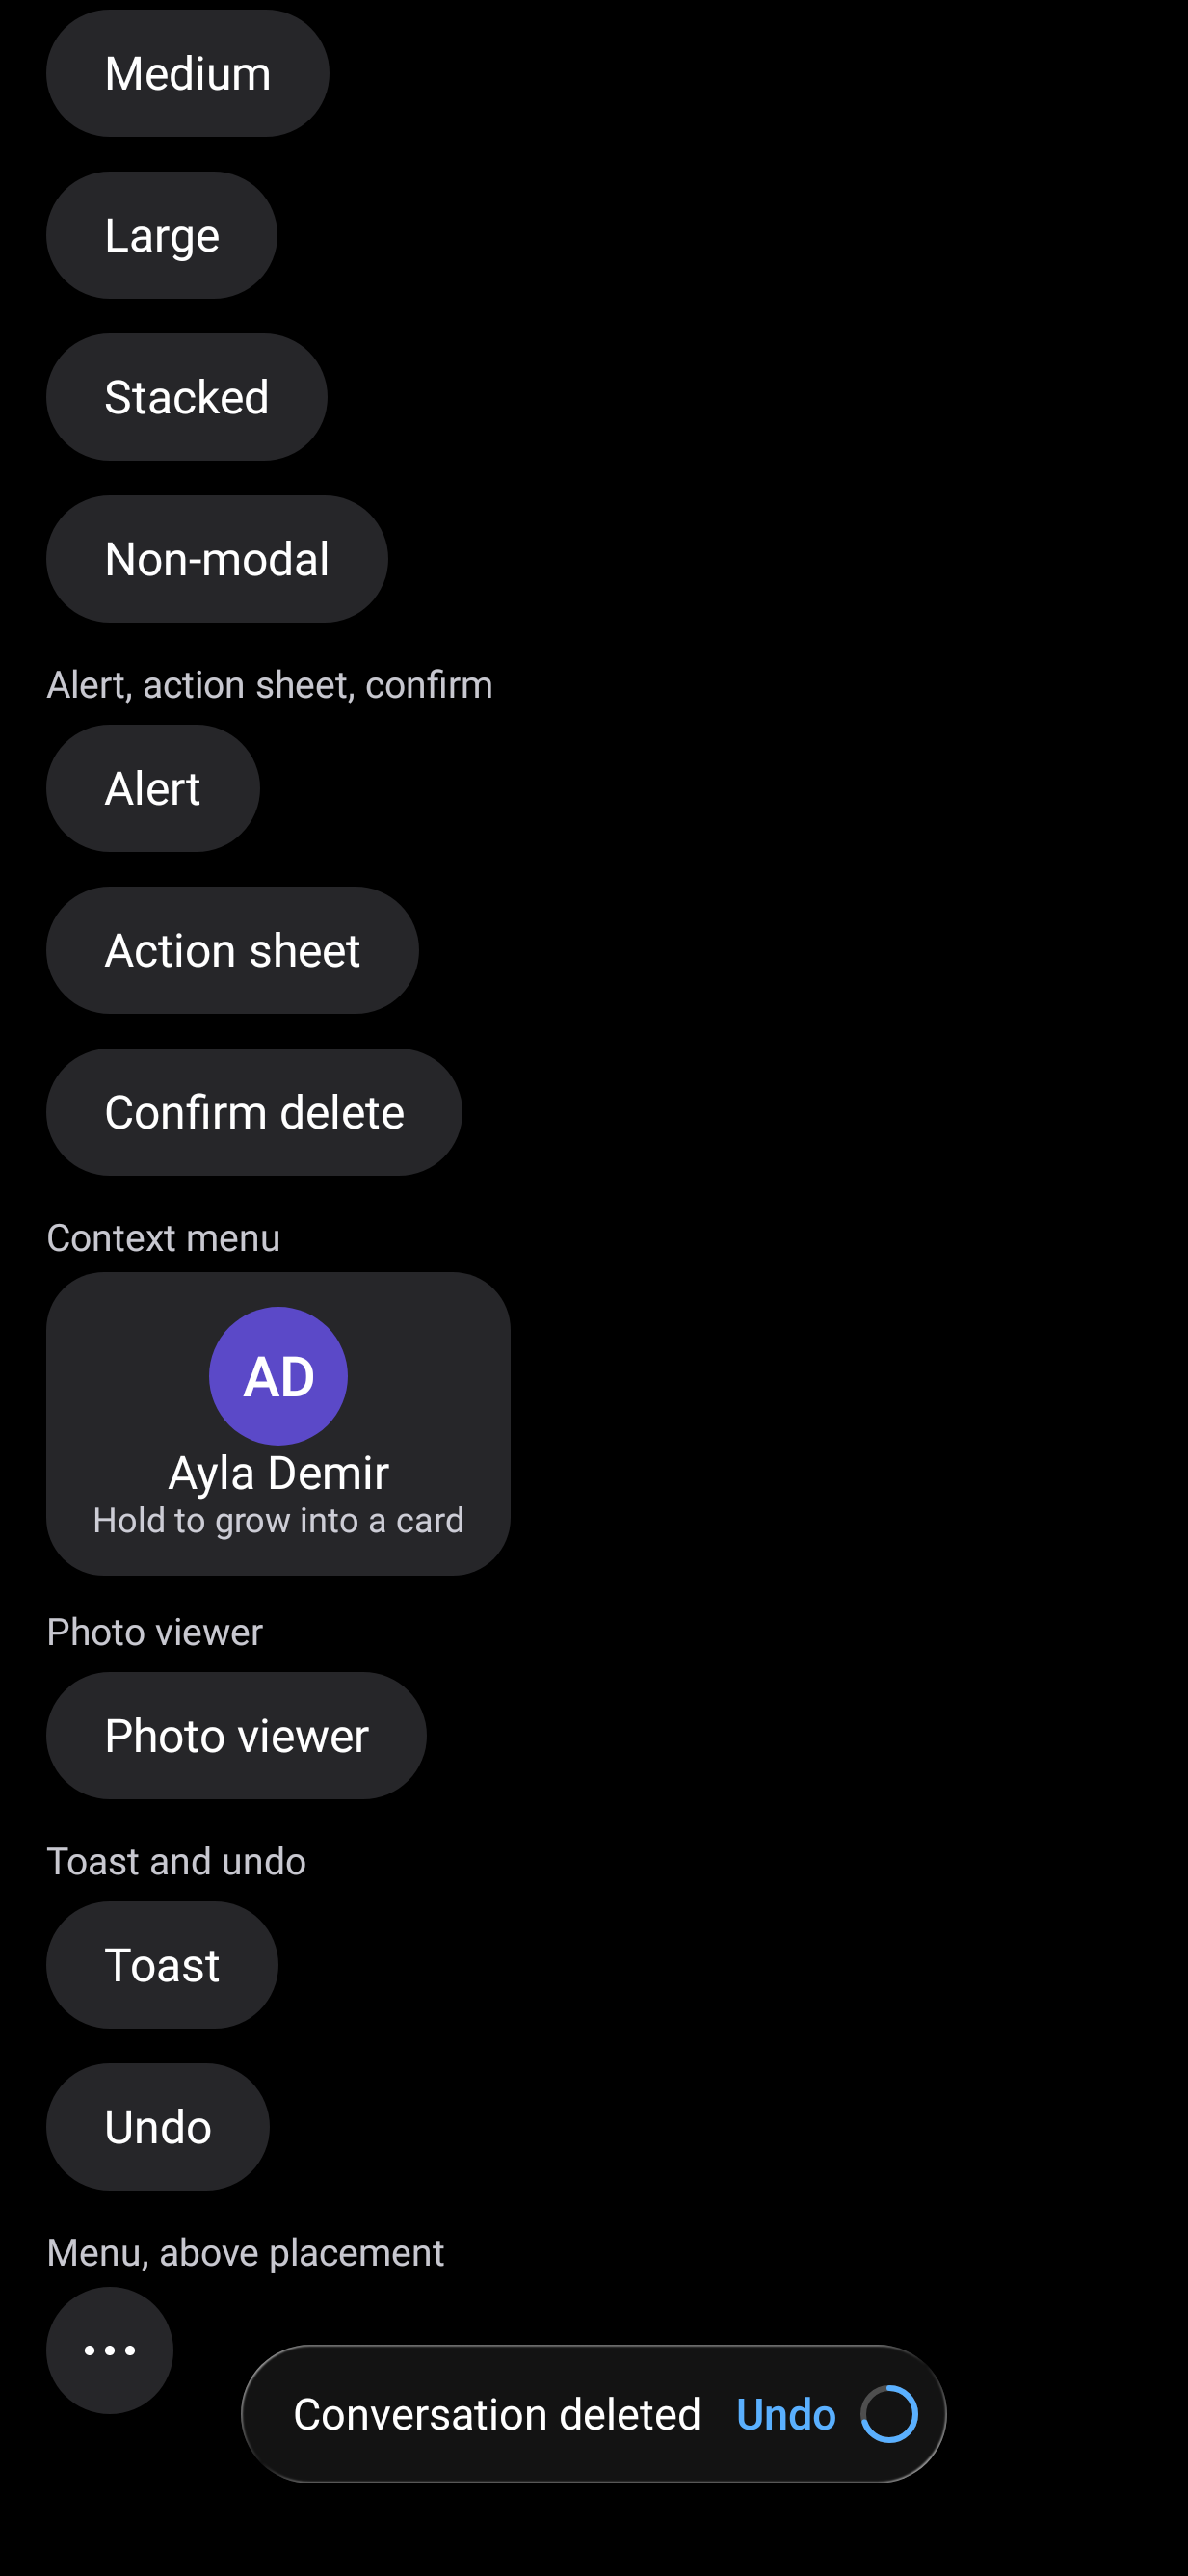 Medium
Large
Stacked
Non-modal
Alert, action sheet, confirm
Alert
Action sheet
Confirm delete
Context menu
AD
Ayla Demir
Hold to grow into a card
Photo viewer
Photo viewer
Toast and undo
Toast
Undo
Menu, above placement
Conversation deleted Undo